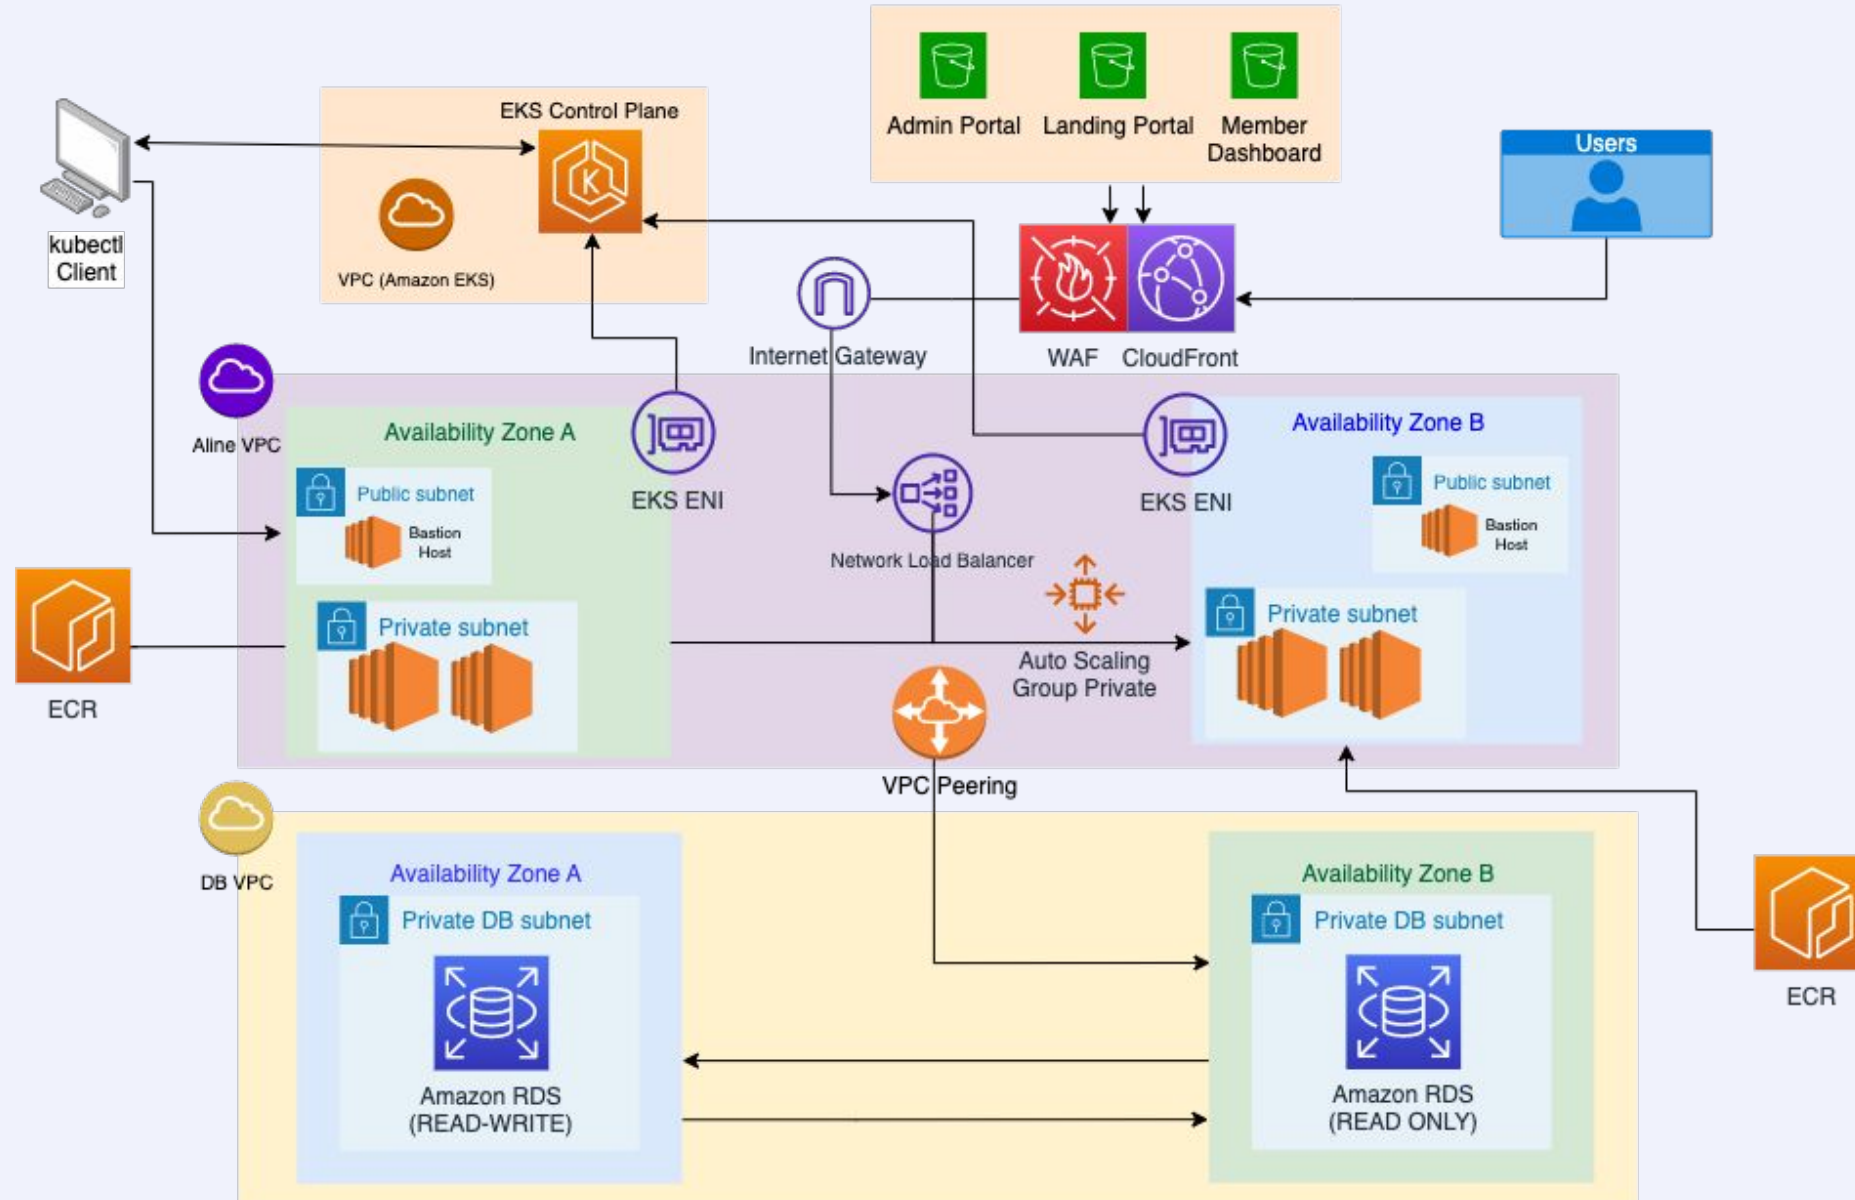 Admin Portal
Landing Portal
Member
Dashboard
EKS Control Plane
K
VPC (Amazon EKS)
kubectl
Client
Users
Internet Gateway
WAF
CloudFront
Aline VPC
Availability Zone A
Public subnet
Bastion
Host
Private subnet
EKS ENI
Network Load Balancer
Auto Scaling
Group Private
EKS ENI
Availability Zone B
Public subnet
Bastion
Host
Private subnet
ECR
VPC Peering
DB VPC
Availability Zone A
Private DB subnet
Amazon RDS
(READ-WRITE)
Availability Zone B
Private DB subnet
Amazon RDS
(READ ONLY)
ECR